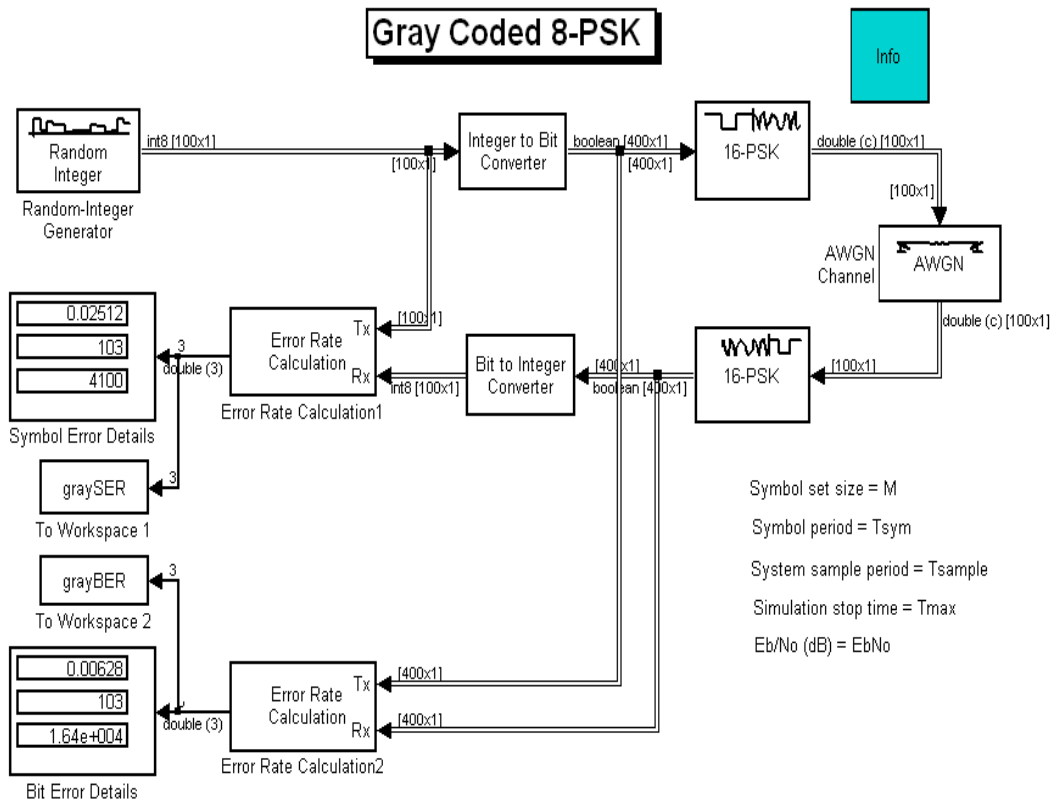 Gray Coded 8-PSK
Info
Random
Integer
Random-Integer
Generator
int8 [100x1]
[100x1]
Integer to Bit
Converter
boolean [400x1]
[400x1]
16-PSK
double (c) [100x1]
[100x1]
AWGN
Channel
AWGN
double (c) [100x1]
[100x1]
16-PSK
[400x1]
boolean [400x1]
Bit to Integer
Converter
int8 [100x1]
[100x1]
Tx
Rx
Error Rate
Calculation
Error Rate Calculation1
3
double (3)
0.02512
103
4100
Symbol Error Details
3
graySER
To Workspace 1
3
grayBER
To Workspace 2
0.00628
103
1.64e+004
Bit Error Details
double (3)
Error Rate
Calculation
Tx
Rx
Error Rate Calculation2
[400x1]
[400x1]
Symbol set size = M
Symbol period = Tsym
System sample period = Tsample
Simulation stop time = Tmax
Eb/No (dB) = EbNo